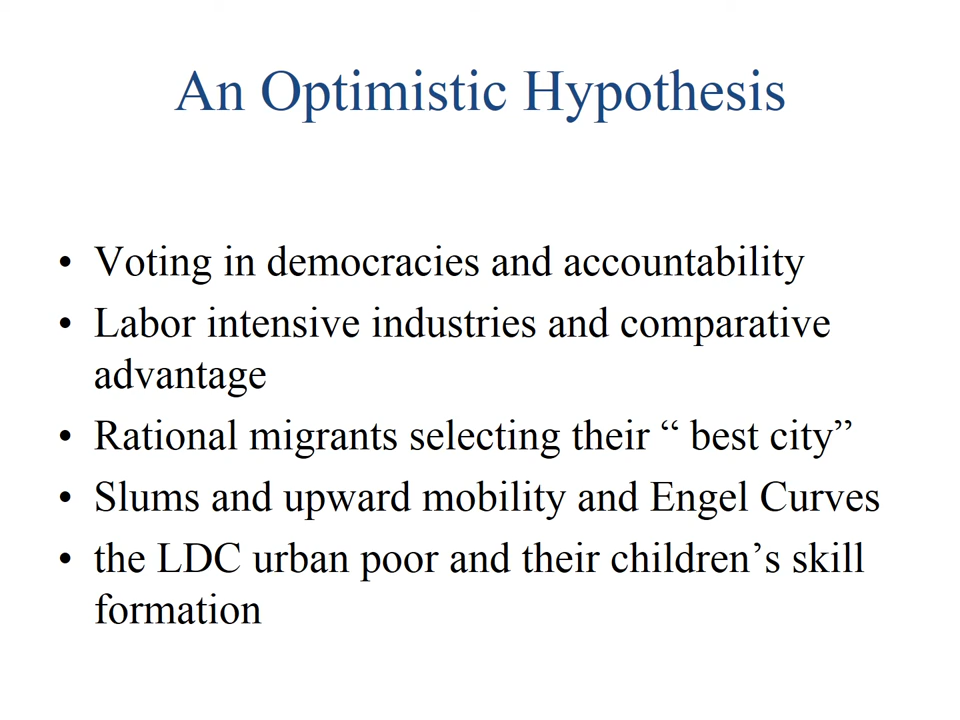 An Optimistic Hypothesis
• Voting in democracies and accountability
• Labor intensive industries and comparative
advantage
• Rational migrants selecting their “ best city”
• Slums and upward mobility and Engel Curves
• the LDC urban poor and their children’s skill
formation